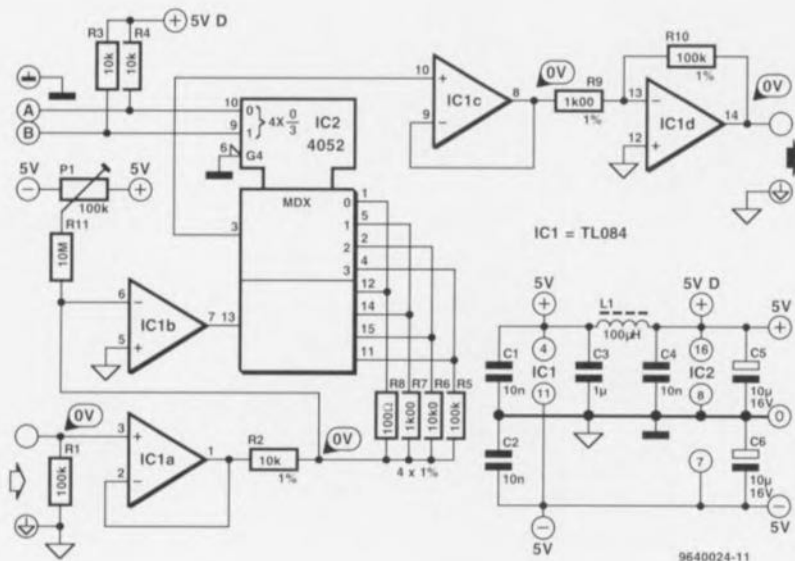 R3
R4
5V D
10k
10k
A
B
10
0
9
1
4X 0/3
IC2
4052
6
G4
MDX
5V
P1
5V
100k
R11
10M
3
6
5
IC1b
7
13
0
1
2
3
1
5
2
4
12
14
15
11
R8
R7
R6
R5
100Ω
1k00
10k0
100k
4 x 1%
0V
R1
100k
3
2
IC1a
1
R2
10k
1%
0V
10
9
IC1c
8
0V
R9
1k00
1%
R10
100k
1%
13
12
IC1d
14
0V
IC1 = TL084
5V
5V D
5V
L1
100µH
C1
10n
4
IC1
11
C3
1µ
C4
10n
16
IC2
8
C5
10µ
16V
0
C2
10n
7
C6
10µ
16V
5V
5V
9640024-11